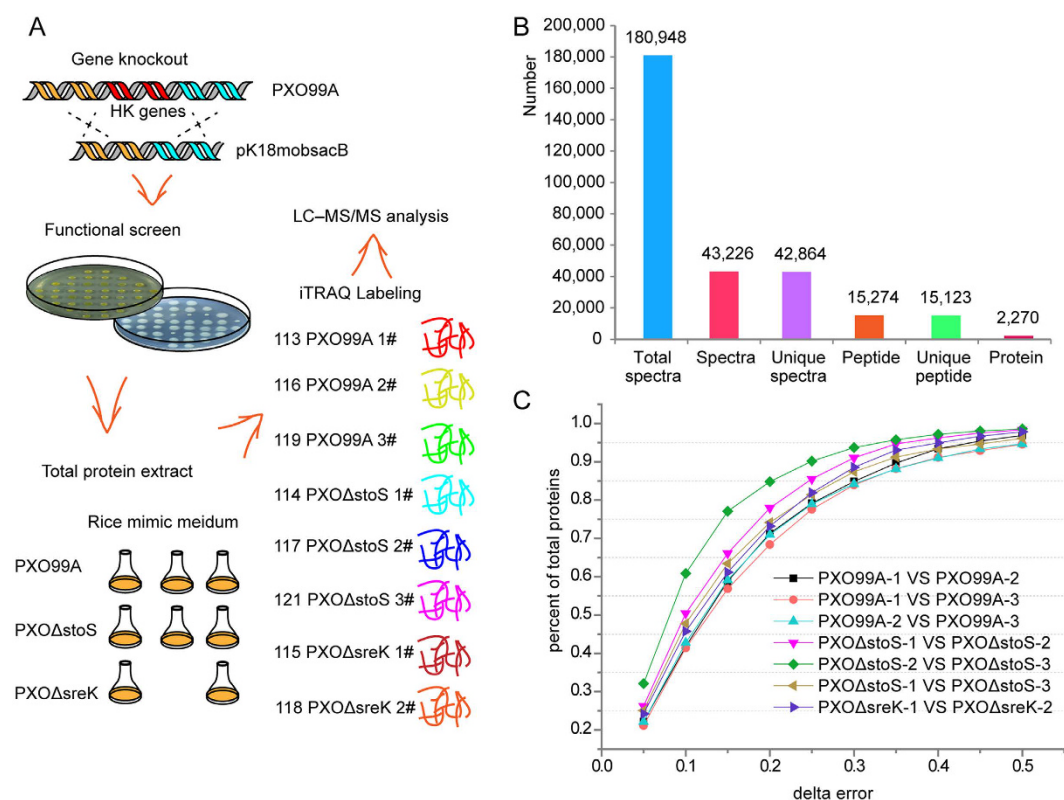 A
Gene knockout
PXO99A
HK genes
pK18mobsacB
Functional screen
LC–MS/MS analysis
iTRAQ Labeling
113 PXO99A 1#
116 PXO99A 2#
119 PXO99A 3#
114 PXOΔstoS 1#
117 PXOΔstoS 2#
121 PXOΔstoS 3#
115 PXOΔsreK 1#
118 PXOΔsreK 2#
Total protein extract
Rice mimic meidum
PXO99A
PXOΔstoS
PXOΔsreK
B
Number
200,000
180,000
160,000
140,000
120,000
100,000
80,000
60,000
40,000
20,000
0
180,948
43,226
42,864
15,274
15,123
2,270
Total spectra
Spectra
Unique spectra
Peptide
Unique peptide
Protein
C
percent of total proteins
1.0
0.9
0.8
0.7
0.6
0.5
0.4
0.3
0.2
PXO99A-1 VS PXO99A-2
PXO99A-1 VS PXO99A-3
PXO99A-2 VS PXO99A-3
PXOΔstoS-1 VS PXOΔstoS-2
PXOΔstoS-2 VS PXOΔstoS-3
PXOΔstoS-1 VS PXOΔstoS-3
PXOΔsreK-1 VS PXOΔsreK-2
0.0 0.1 0.2 0.3 0.4 0.5
delta error